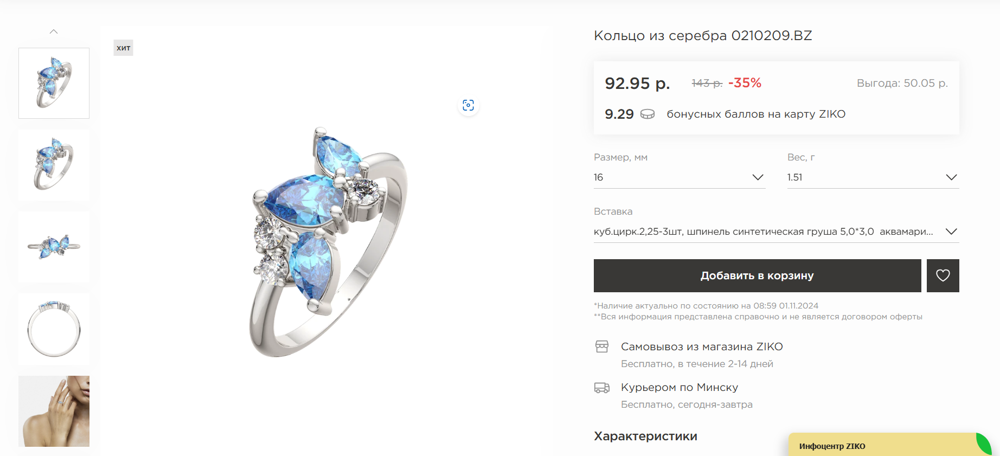 ХИТ
Кольцо из серебра 0210209.BZ
92.95 р. 143 р. -35% Выгода: 50.05 р.
9.29 бонусных баллов на карту ZIKO
Размер, мм
16
Вес, г
1.51
Вставка
куб.цирк.2,25-3шт, шпинель синтетическая груша 5,0*3,0 аквамари...
Добавить в корзину
*Наличие актуально по состоянию на 08:59 01.11.2024
**Вся информация представлена справочно и не является договором оферты
Самовывоз из магазина ZIKO
Бесплатно, в течение 2-14 дней
Курьером по Минску
Бесплатно, сегодня-завтра
Характеристики
Инфоцентр ZIKO